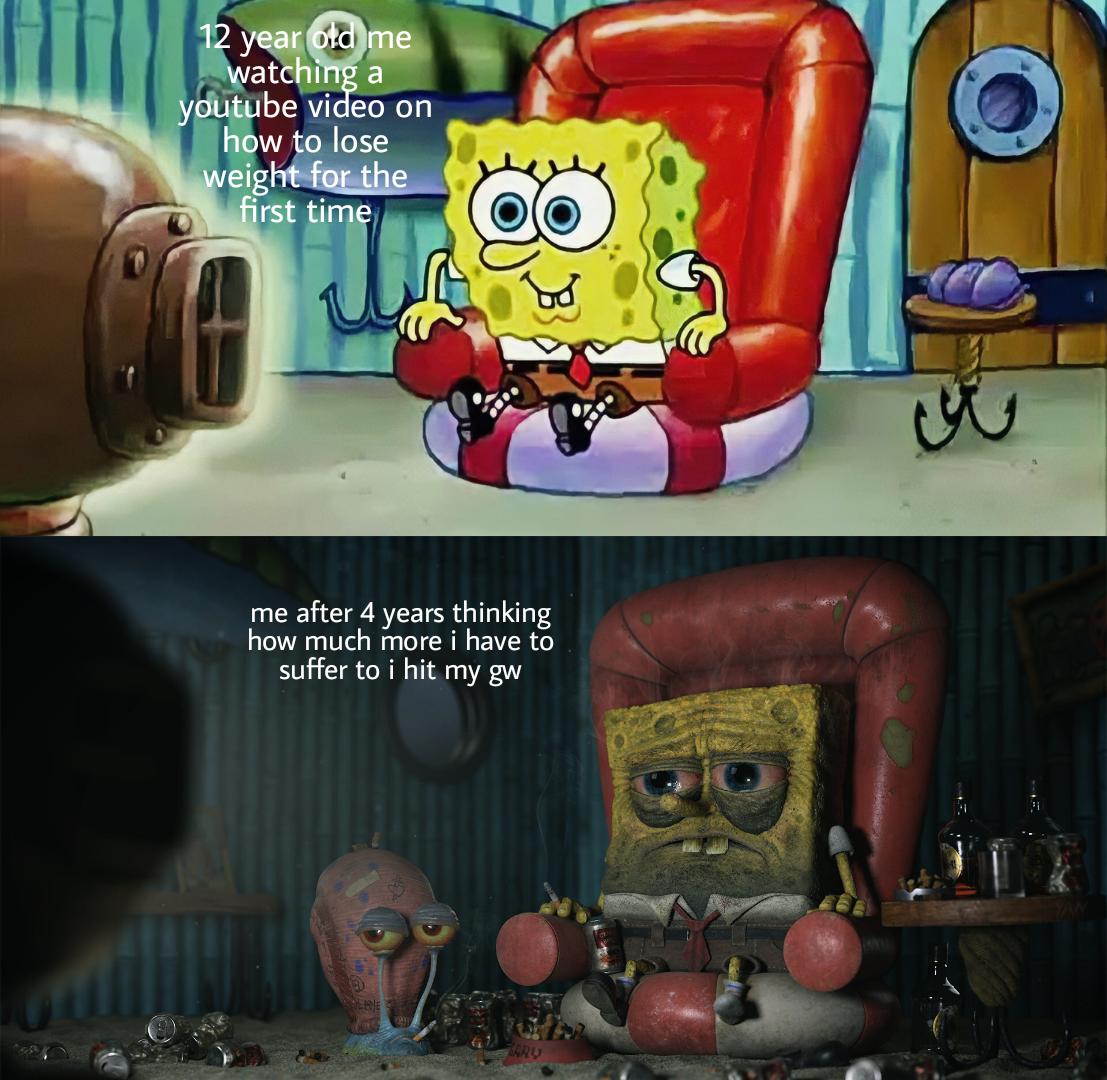 12 year old me
watching a
youtube video on
how to lose
weight for the
first time
me after 4 years thinking
how much more i have to
suffer to i hit my gw
GARY